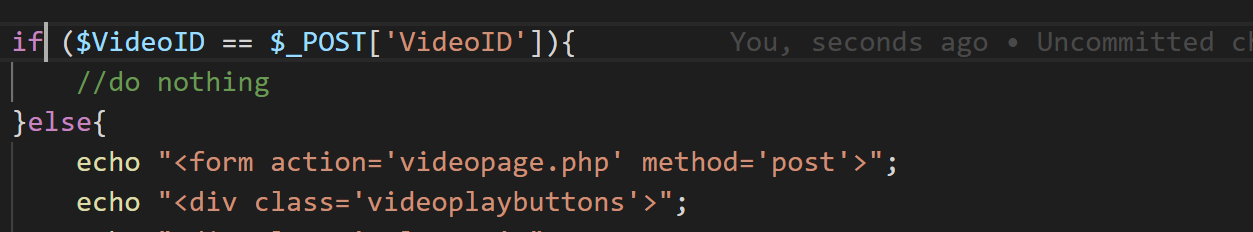 if ($VideoID == $_POST['VideoID']){ You, seconds ago • Uncommitted
//do nothing
}else{
echo "<form action='videopage.php' method='post'>";
echo "<div class='videoplaybuttons'>";